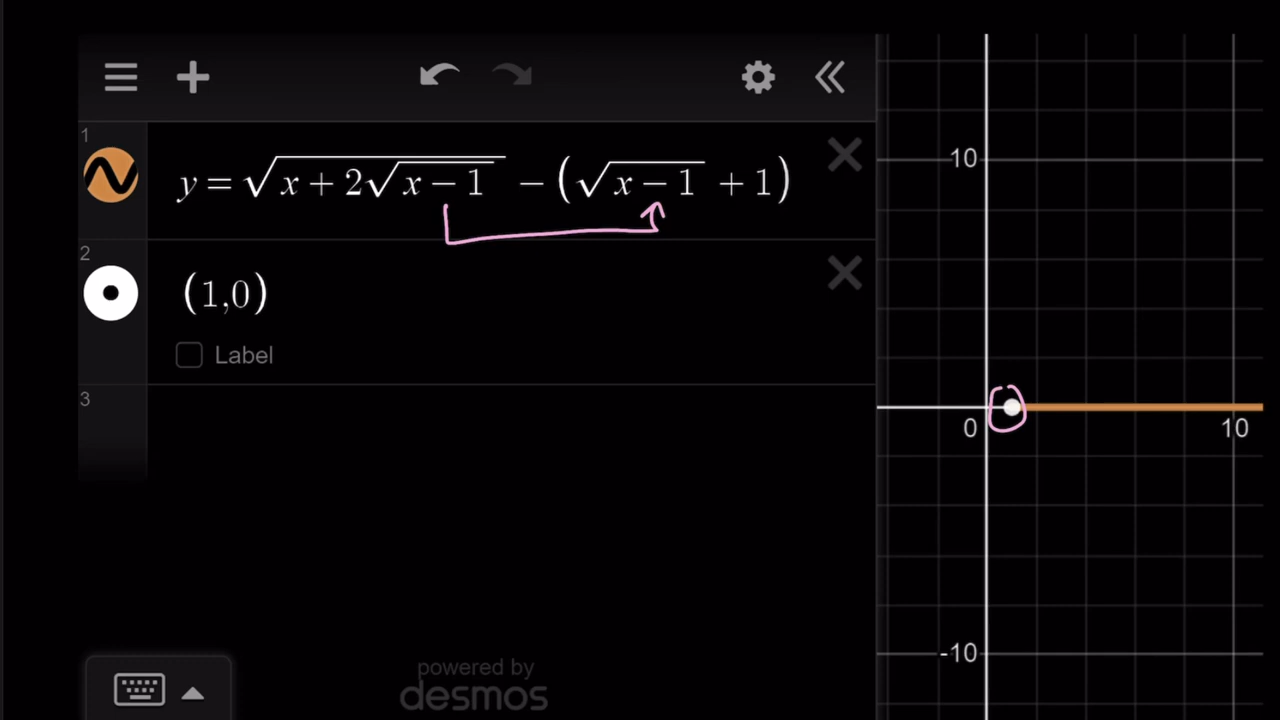 1
y = √(x + 2√(x − 1)) − (√(x − 1) + 1)
2
(1,0)
Label
3
powered by
desmos
10
0
10
-10